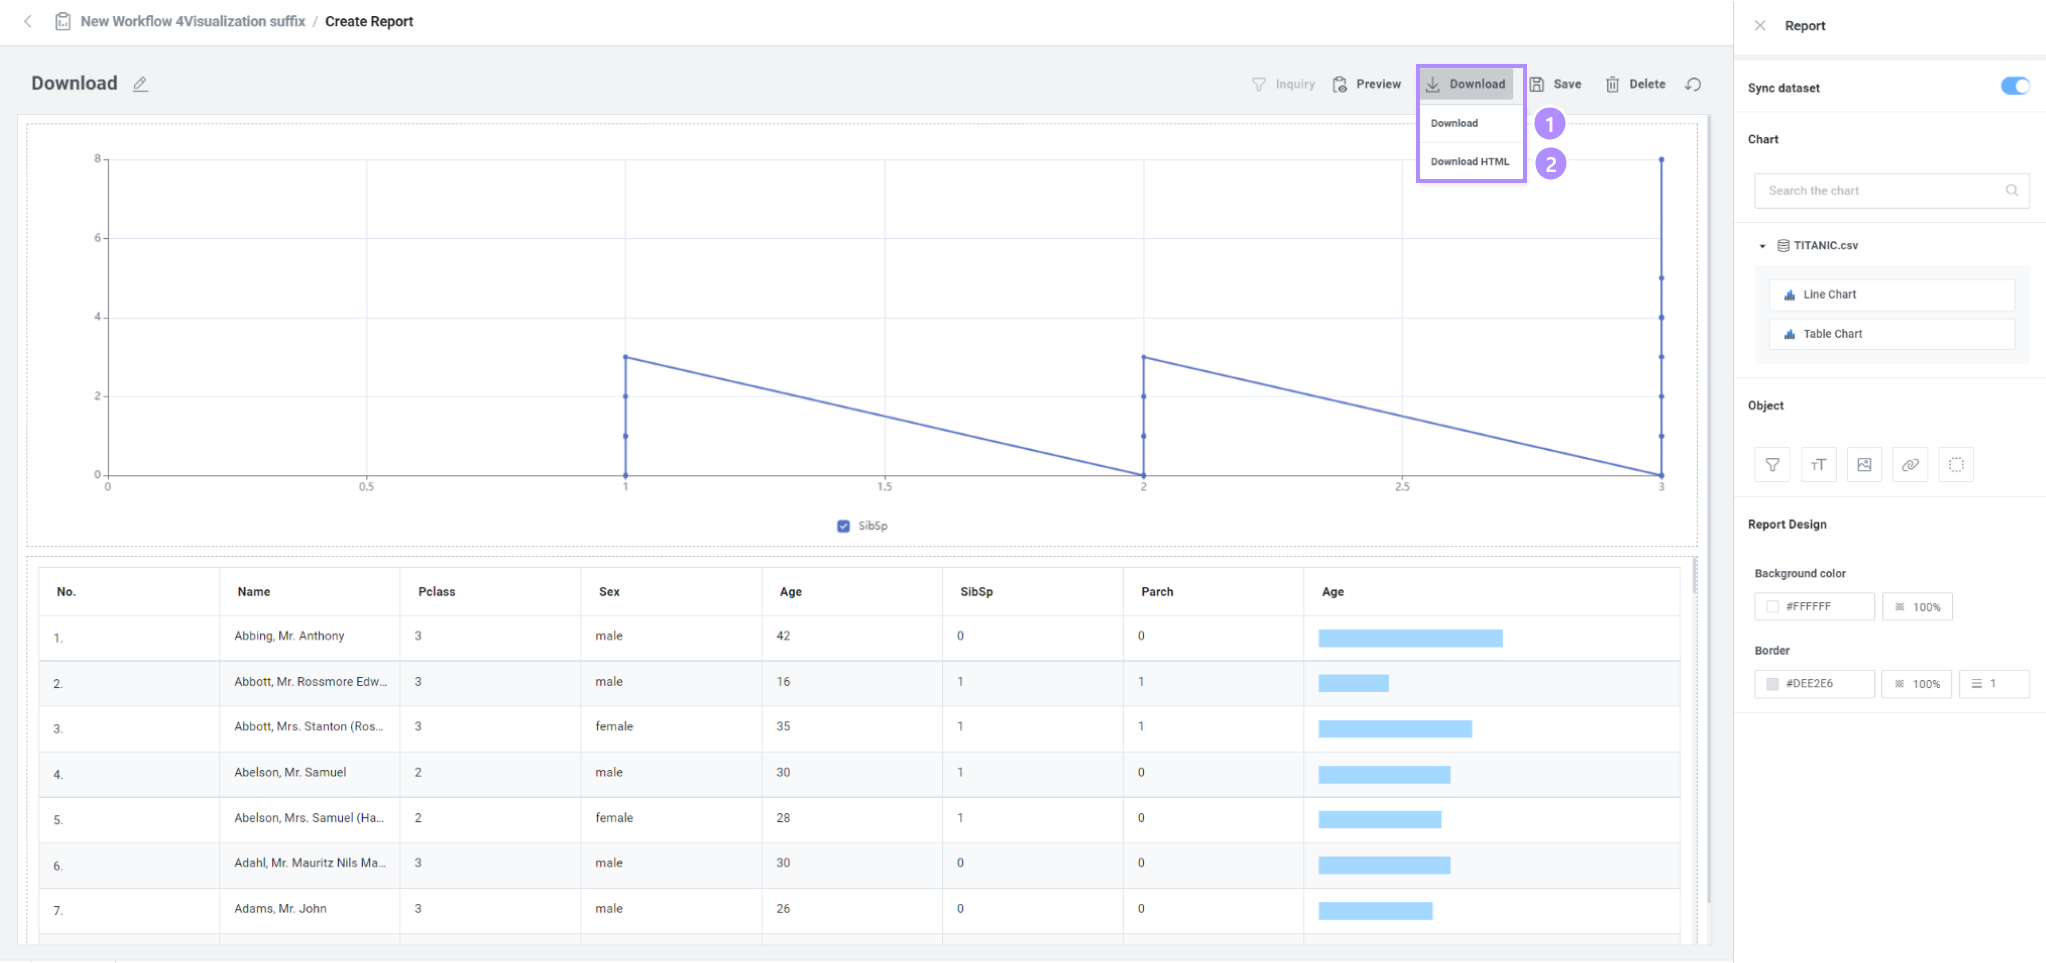 New Workflow 4Visualization suffix / Create Report
Report
Download
Inquiry Preview Download Save Delete
Sync dataset
Download 1
Download HTML 2
Chart
Search the chart
TITANIC.csv
Line Chart
Table Chart
8
6
4
2
0
0 0.5 1 1.5 2 2.5 3
SibSp
Object
TT
Report Design
Background color
#FFFFFF 100%
Border
#DEE2E6 100% 1
No. Name Pclass Sex Age SibSp Parch Age
1. Abbing, Mr. Anthony 3 male 42 0 0
2. Abbott, Mr. Rossmore Edw... 3 male 16 1 1
3. Abbott, Mrs. Stanton (Ros... 3 female 35 1 1
4. Abelson, Mr. Samuel 2 male 30 1 0
5. Abelson, Mrs. Samuel (Ha... 2 female 28 1 0
6. Adahl, Mr. Mauritz Nils Ma... 3 male 30 0 0
7. Adams, Mr. John 3 male 26 0 0